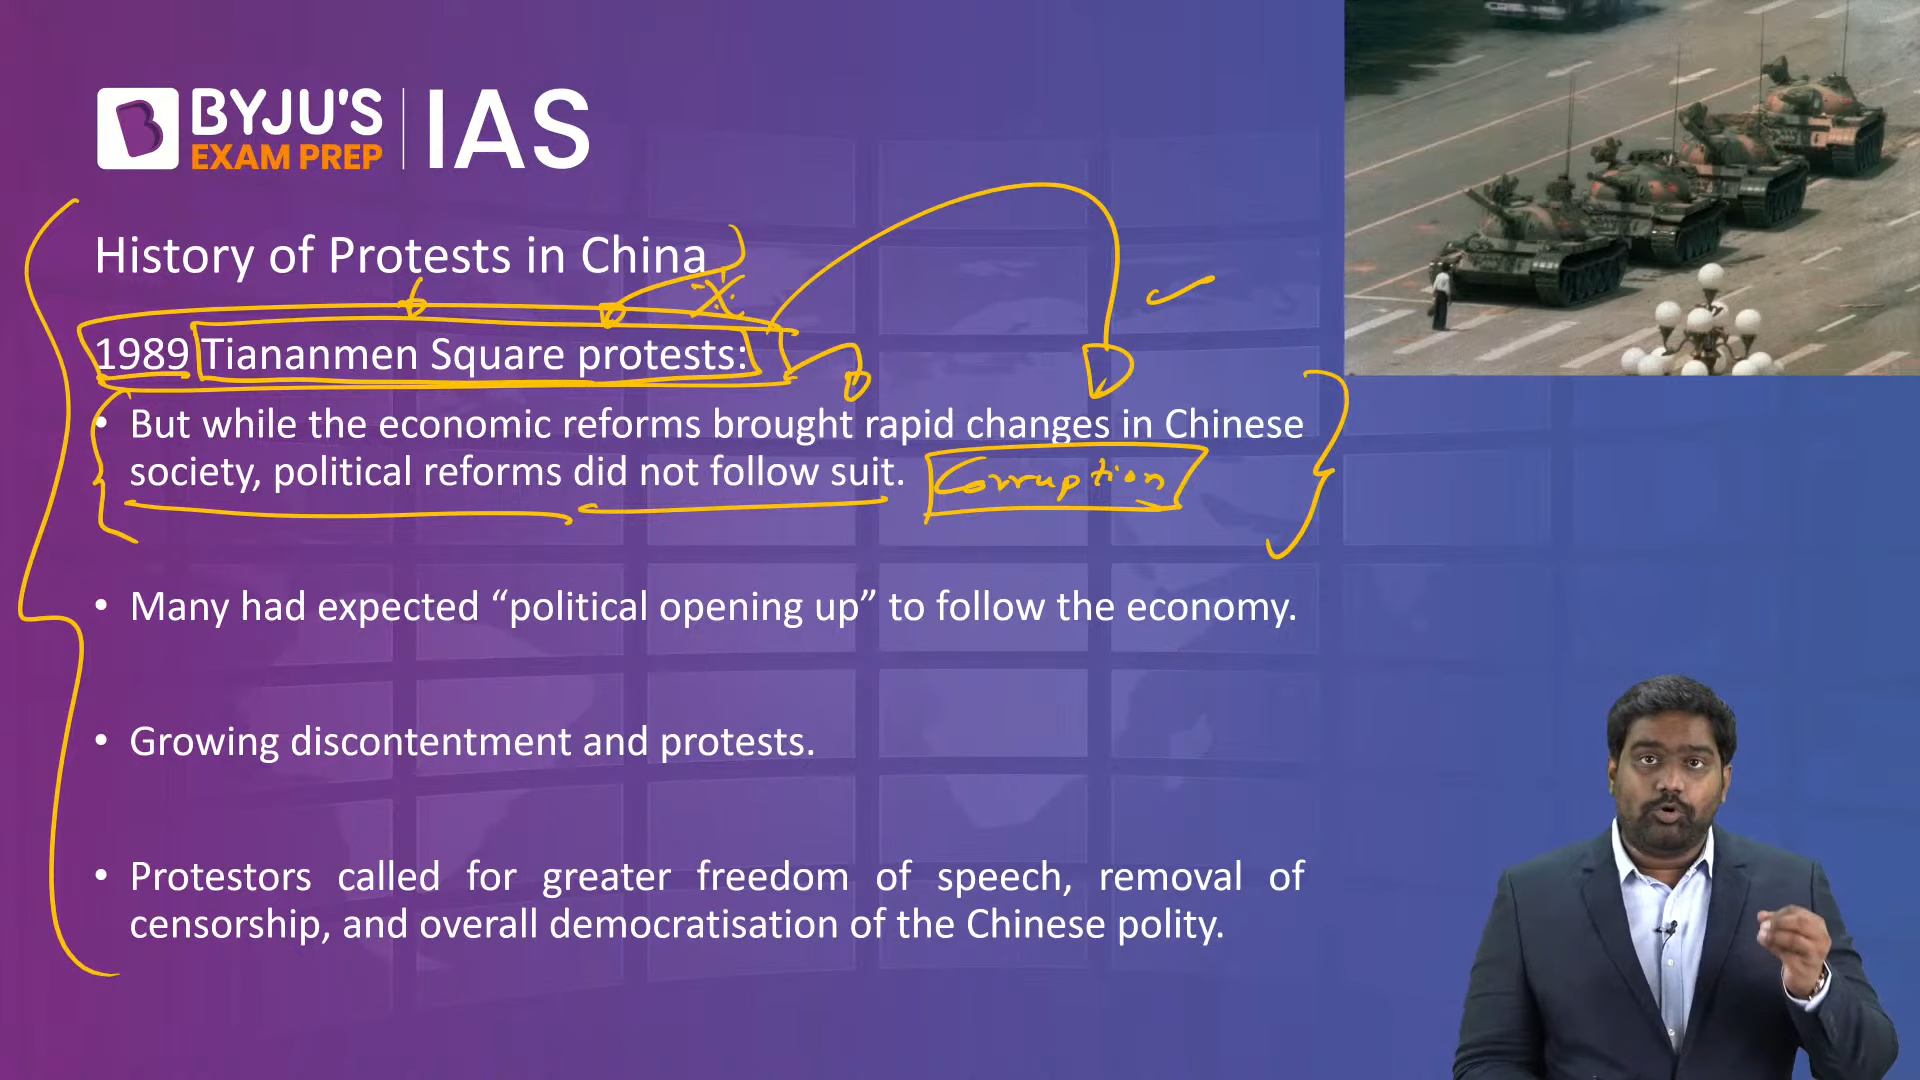 BYJU'S
EXAM PREP
IAS
History of Protests in China
1989 Tiananmen Square protests:
• But while the economic reforms brought rapid changes in Chinese
society, political reforms did not follow suit.
Corruption
• Many had expected “political opening up” to follow the economy.
• Growing discontentment and protests.
• Protestors called for greater freedom of speech, removal of
censorship, and overall democratisation of the Chinese polity.